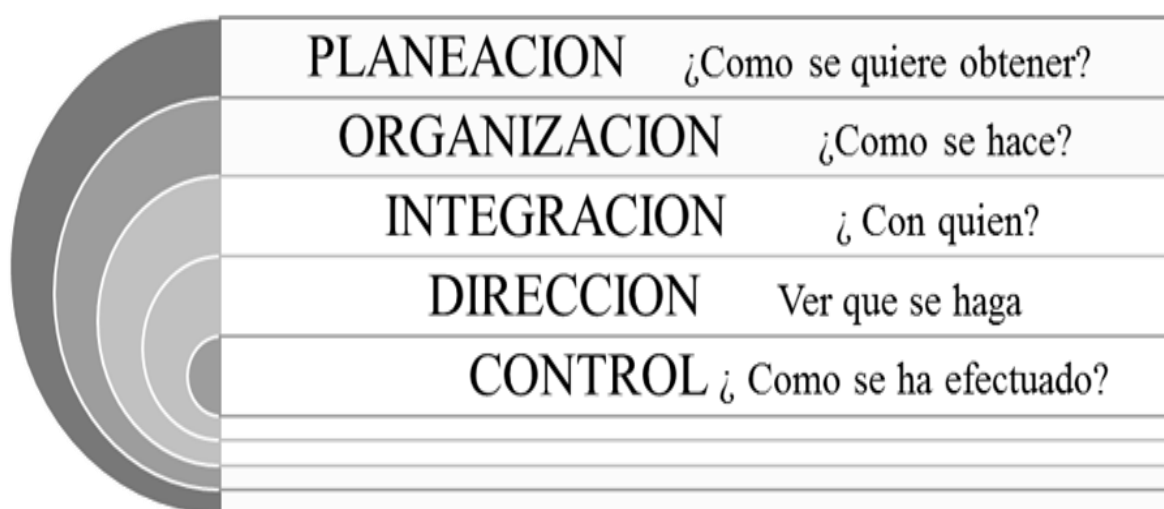 PLANEACION ¿Como se quiere obtener?
ORGANIZACION ¿Como se hace?
INTEGRACION ¿ Con quien?
DIRECCION Ver que se haga
CONTROL ¿ Como se ha efectuado?